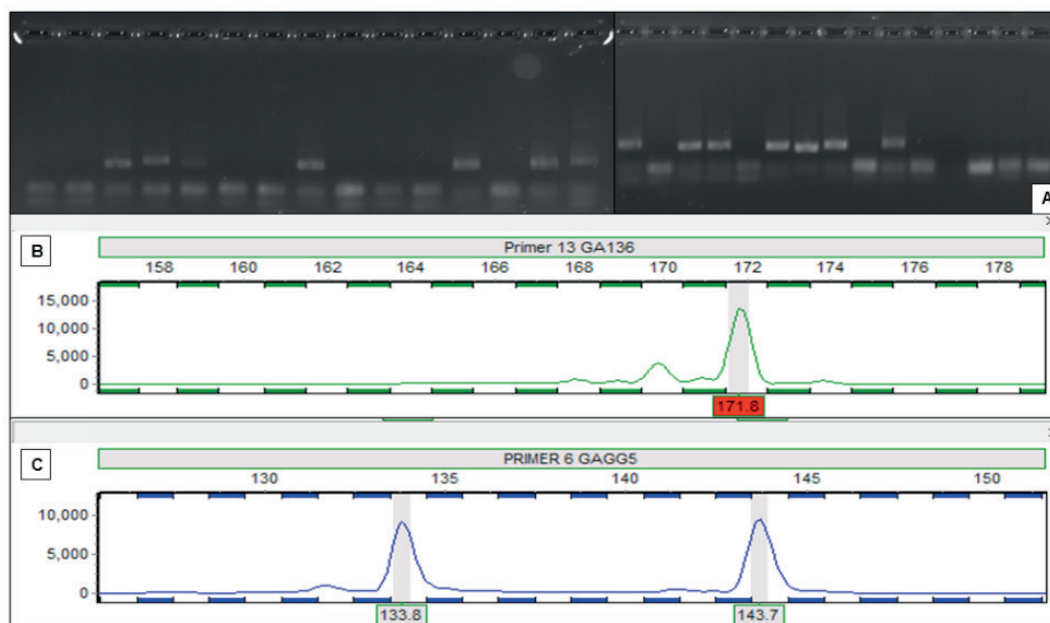 A
B
Primer 13 GA136
158 160 162 164 166 168 170 172 174 176 178
15,000
10,000
5,000
0
171.8
C
PRIMER 6 GAGG5
130 135 140 145 150
10,000
5,000
0
133.8 143.7